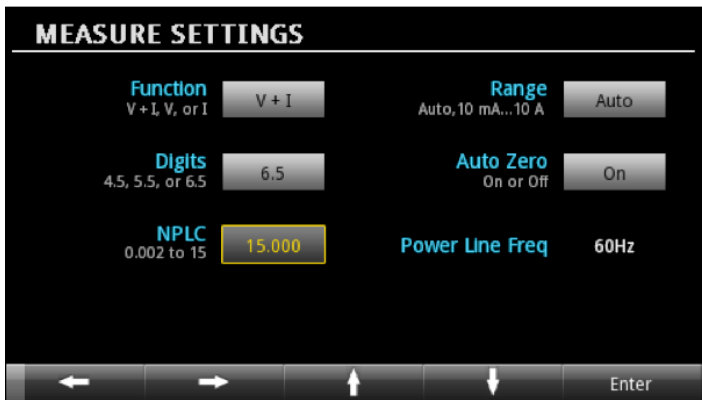 MEASURE SETTINGS
Function
V + I, V, or I
V + I
Range
Auto,10 mA...10 A
Auto
Digits
4.5, 5.5, or 6.5
6.5
Auto Zero
On or Off
On
NPLC
0.002 to 15
15.000
Power Line Freq
60Hz
Enter